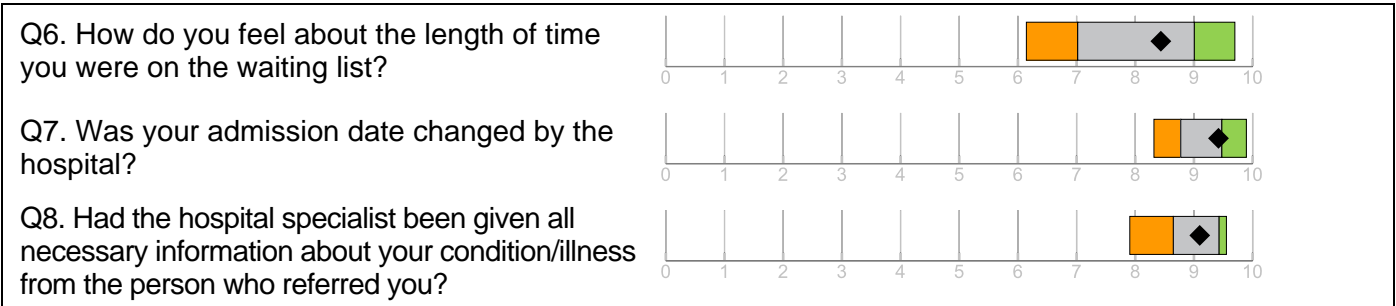 Q6. How do you feel about the length of time
you were on the waiting list?
0 1 2 3 4 5 6 7 8 9 10
Q7. Was your admission date changed by the
hospital?
0 1 2 3 4 5 6 7 8 9 10
Q8. Had the hospital specialist been given all
necessary information about your condition/illness
from the person who referred you?
0 1 2 3 4 5 6 7 8 9 10